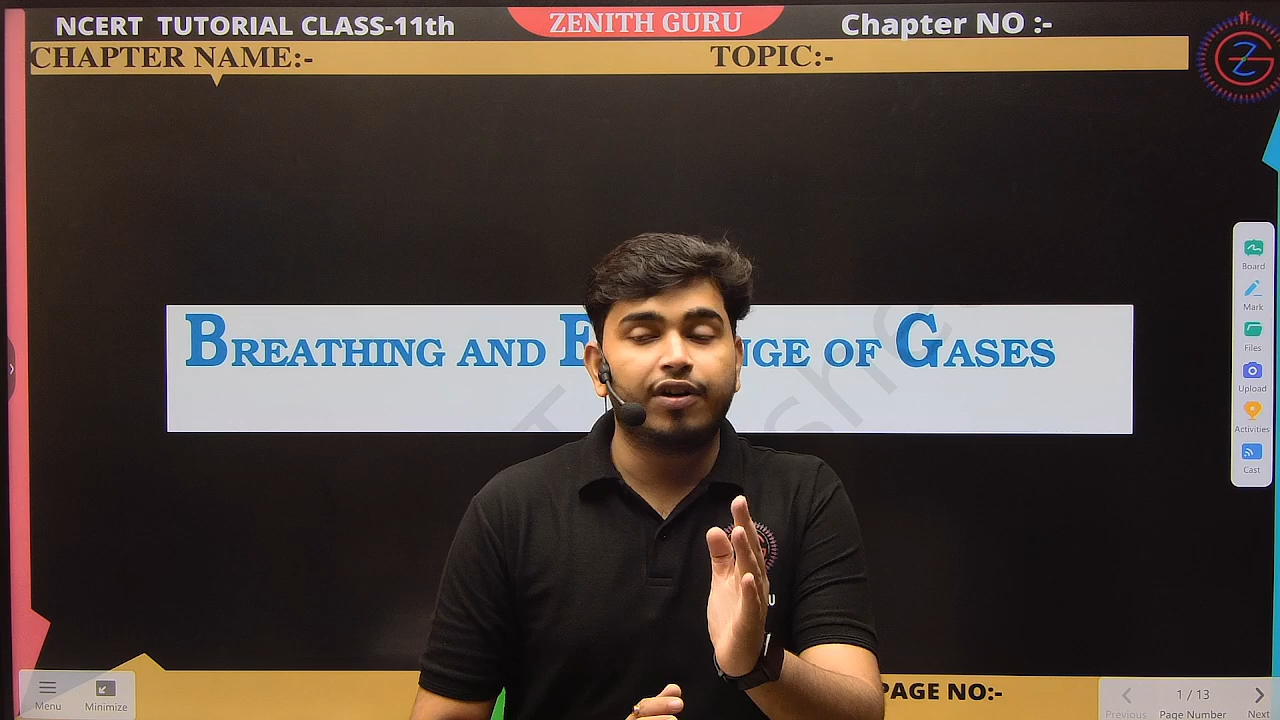 NCERT TUTORIAL CLASS-11th
ZENITH GURU
Chapter NO :-
CHAPTER NAME:-
TOPIC:-
BREATHING AND E NGE OF GASES
Board
Mark
Files
Upload
Activities
Cast
PAGE NO:-
Menu
Minimize
1 / 13
Previous
Page Number
Next